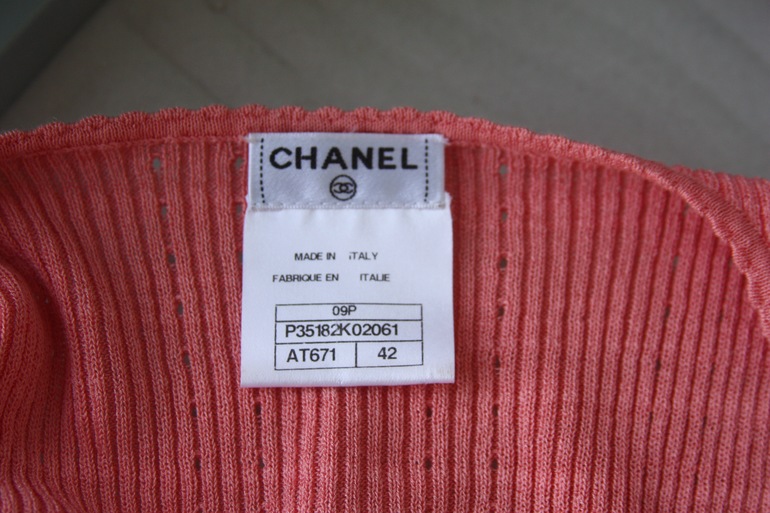 CHANEL
MADE IN ITALY
FABRIQUE EN ITALIE
09P
P35182K02061
AT671 42